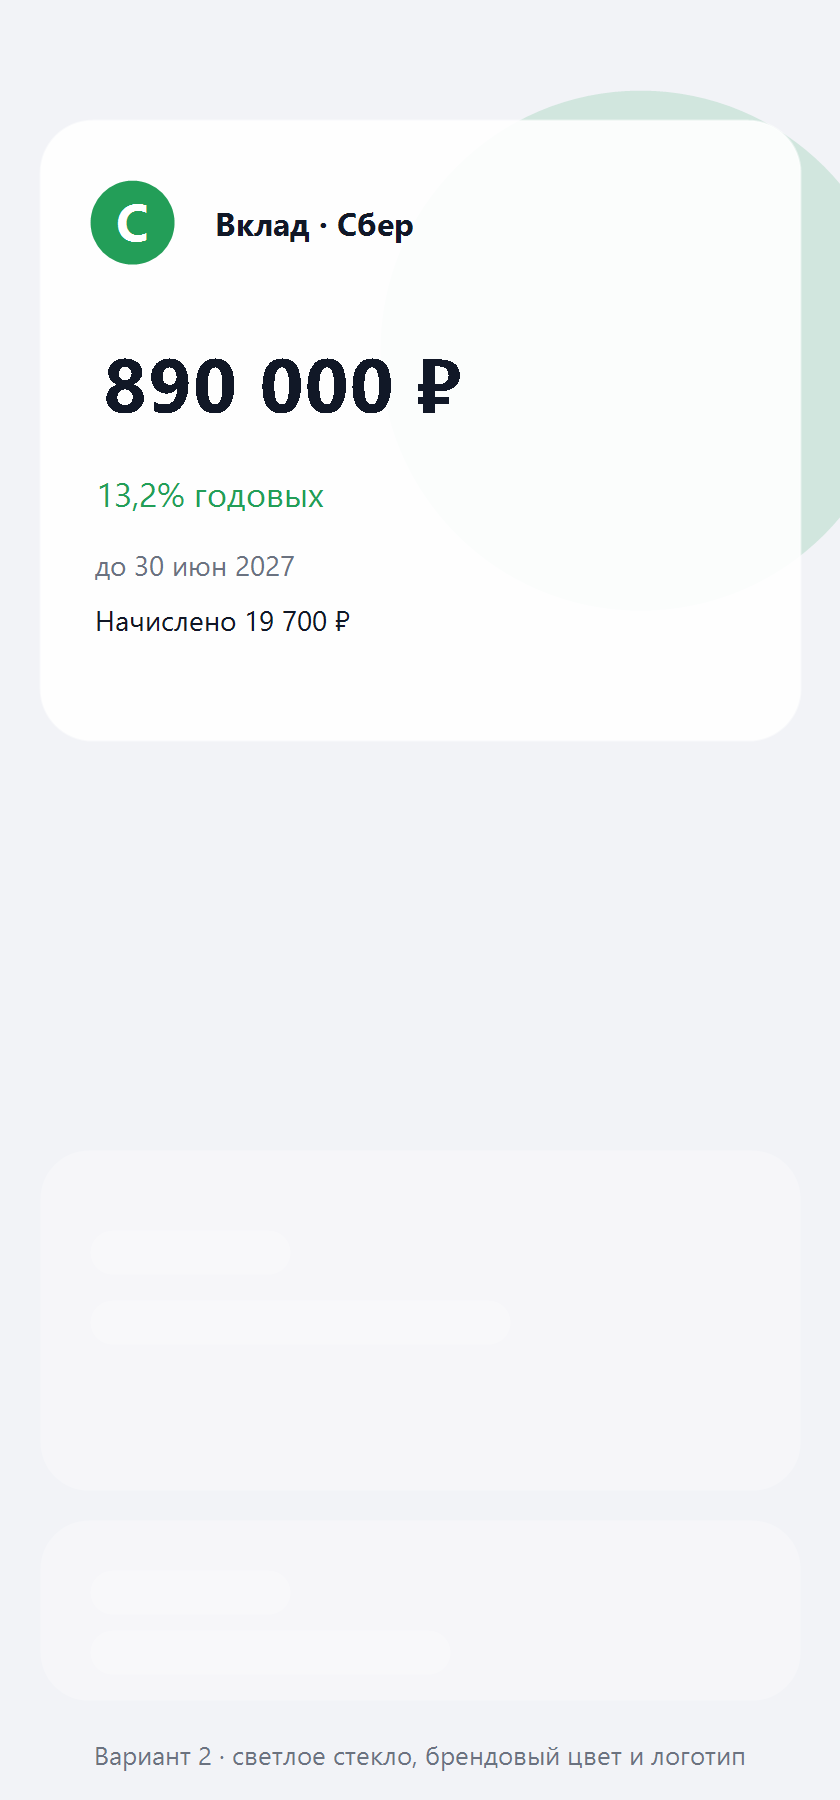 С
Вклад · Сбер
890 000 ₽
13,2% годовых
до 30 июн 2027
Начислено 19 700 ₽
Вариант 2 · светлое стекло, брендовый цвет и логотип